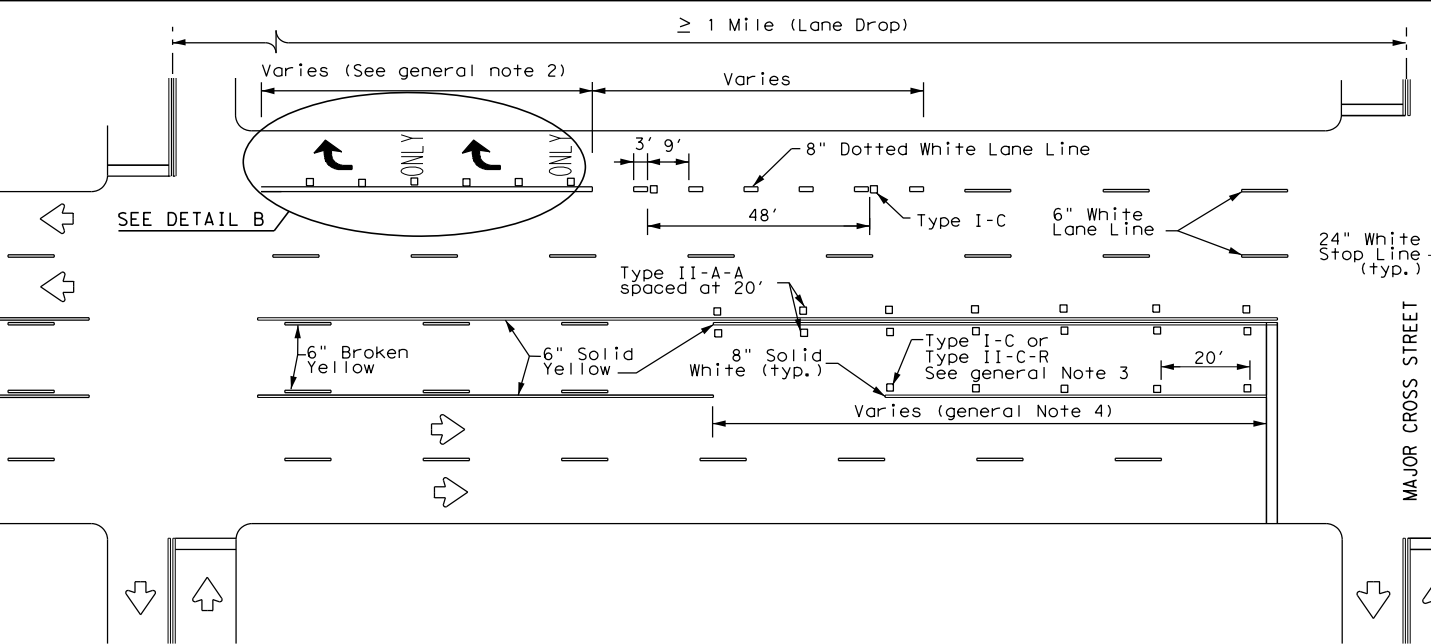 ≥ 1 Mile (Lane Drop)
Varies (See general note 2)
Varies
ONLY
ONLY
3' 9'
8" Dotted White Lane Line
SEE DETAIL B
48'
Type I-C
6" White
Lane Line
24" White
Stop Line
(typ.)
Type II-A-A
spaced at 20'
6" Broken
Yellow
6" Solid
Yellow
8" Solid
White (typ.)
Type I-C or
Type II-C-R
See general Note 3
20'
Varies (general Note 4)
MAJOR CROSS STREET